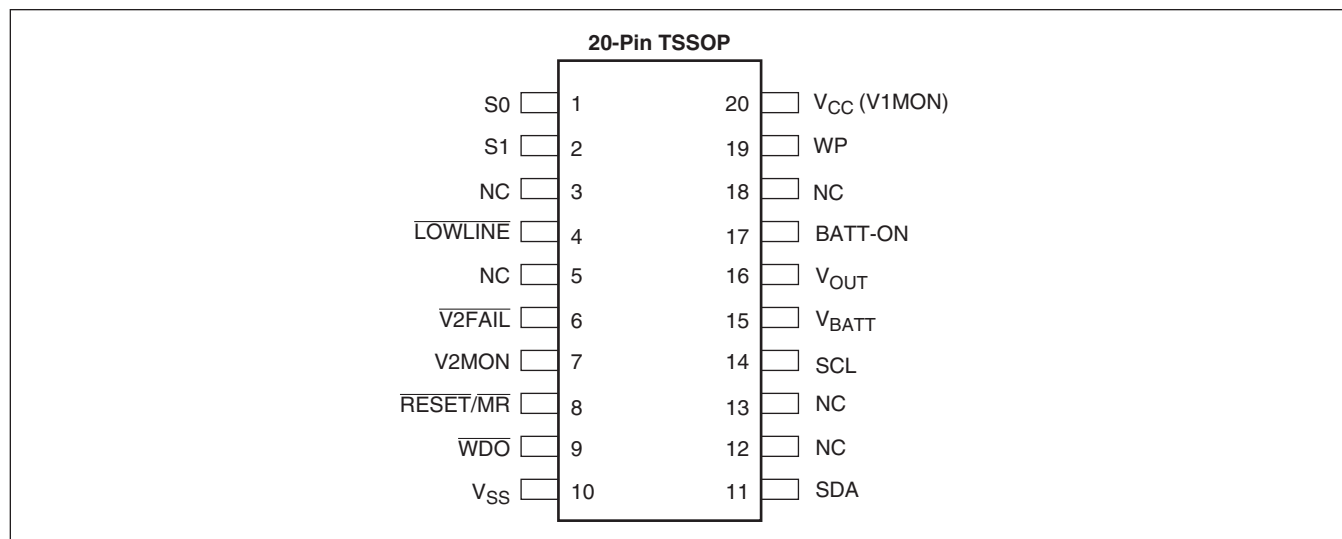 20-Pin TSSOP
S0 1 20 VCC (V1MON)
S1 2 19 WP
NC 3 18 NC
LOWLINE 4 17 BATT-ON
NC 5 16 VOUT
V2FAIL 6 15 VBATT
V2MON 7 14 SCL
RESET/MR 8 13 NC
WDO 9 12 NC
VSS 10 11 SDA